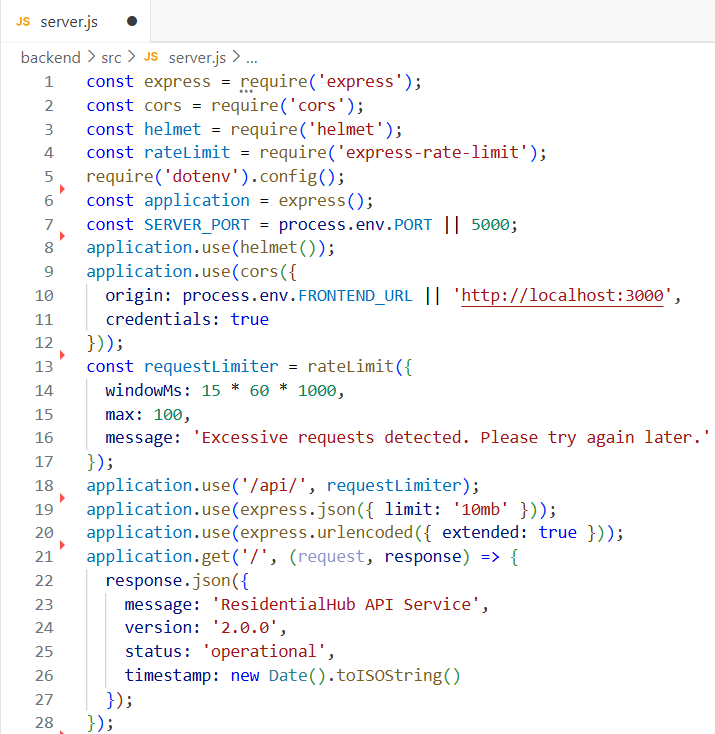 JS server.js
backend > src > JS server.js > ...
1 const express = require('express');
2 const cors = require('cors');
3 const helmet = require('helmet');
4 const rateLimit = require('express-rate-limit');
5 require('dotenv').config();
6 const application = express();
7 const SERVER_PORT = process.env.PORT || 5000;
8 application.use(helmet());
9 application.use(cors({
10   origin: process.env.FRONTEND_URL || 'http://localhost:3000',
11   credentials: true
12 }));
13 const requestLimiter = rateLimit({
14   windowMs: 15 * 60 * 1000,
15   max: 100,
16   message: 'Excessive requests detected. Please try again later.'
17 });
18 application.use('/api/', requestLimiter);
19 application.use(express.json({ limit: '10mb' }));
20 application.use(express.urlencoded({ extended: true }));
21 application.get('/', (request, response) => {
22   response.json({
23     message: 'ResidentialHub API Service',
24     version: '2.0.0',
25     status: 'operational',
26     timestamp: new Date().toISOString()
27   });
28 });